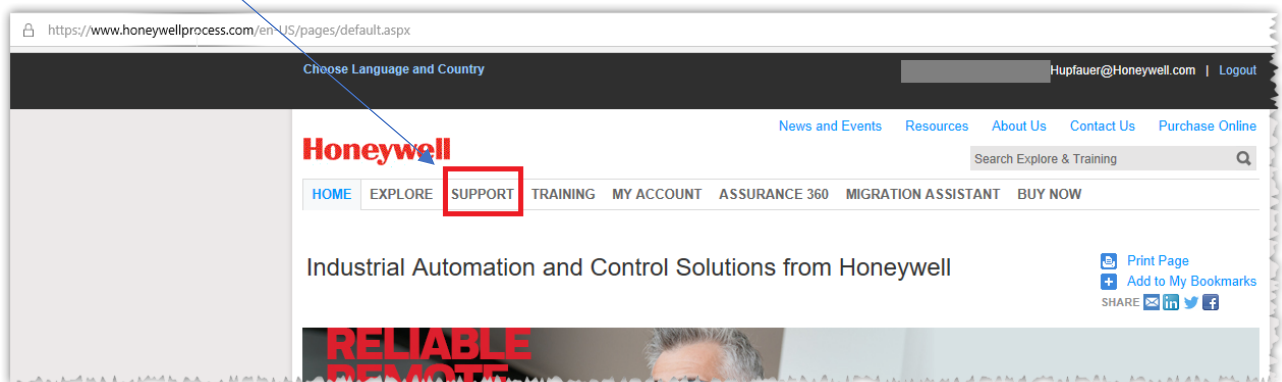 https://www.honeywellprocess.com/en-US/pages/default.aspx
Choose Language and Country
Hupfauer@Honeywell.com | Logout
News and Events Resources About Us Contact Us Purchase Online
Honeywell
Search Explore & Training
HOME EXPLORE SUPPORT TRAINING MY ACCOUNT ASSURANCE 360 MIGRATION ASSISTANT BUY NOW
Industrial Automation and Control Solutions from Honeywell
Print Page
Add to My Bookmarks
SHARE
RELIABLE
REMOTE